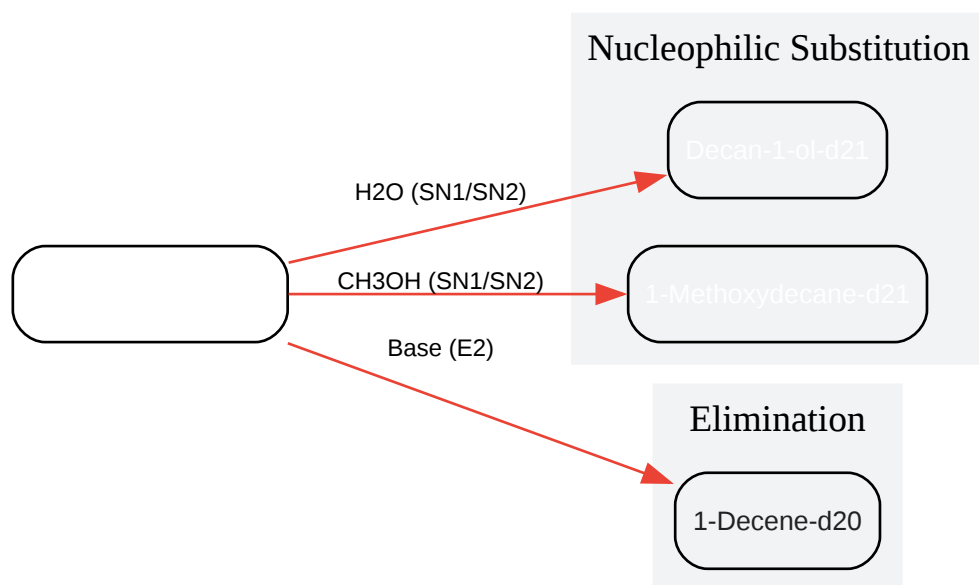 Nucleophilic Substitution
Decan-1-ol-d21
H2O (SN1/SN2)
CH3OH (SN1/SN2)
1-Methoxydecane-d21
Base (E2)
Elimination
1-Decene-d20